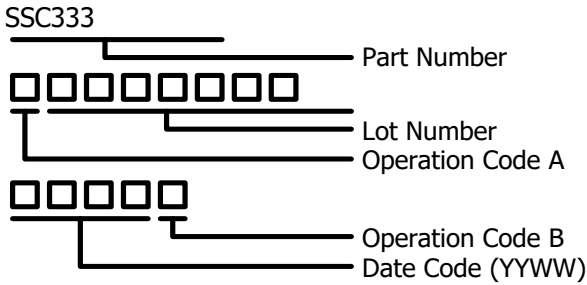 SSC333
Part Number
Lot Number
Operation Code A
Operation Code B
Date Code (YYWW)